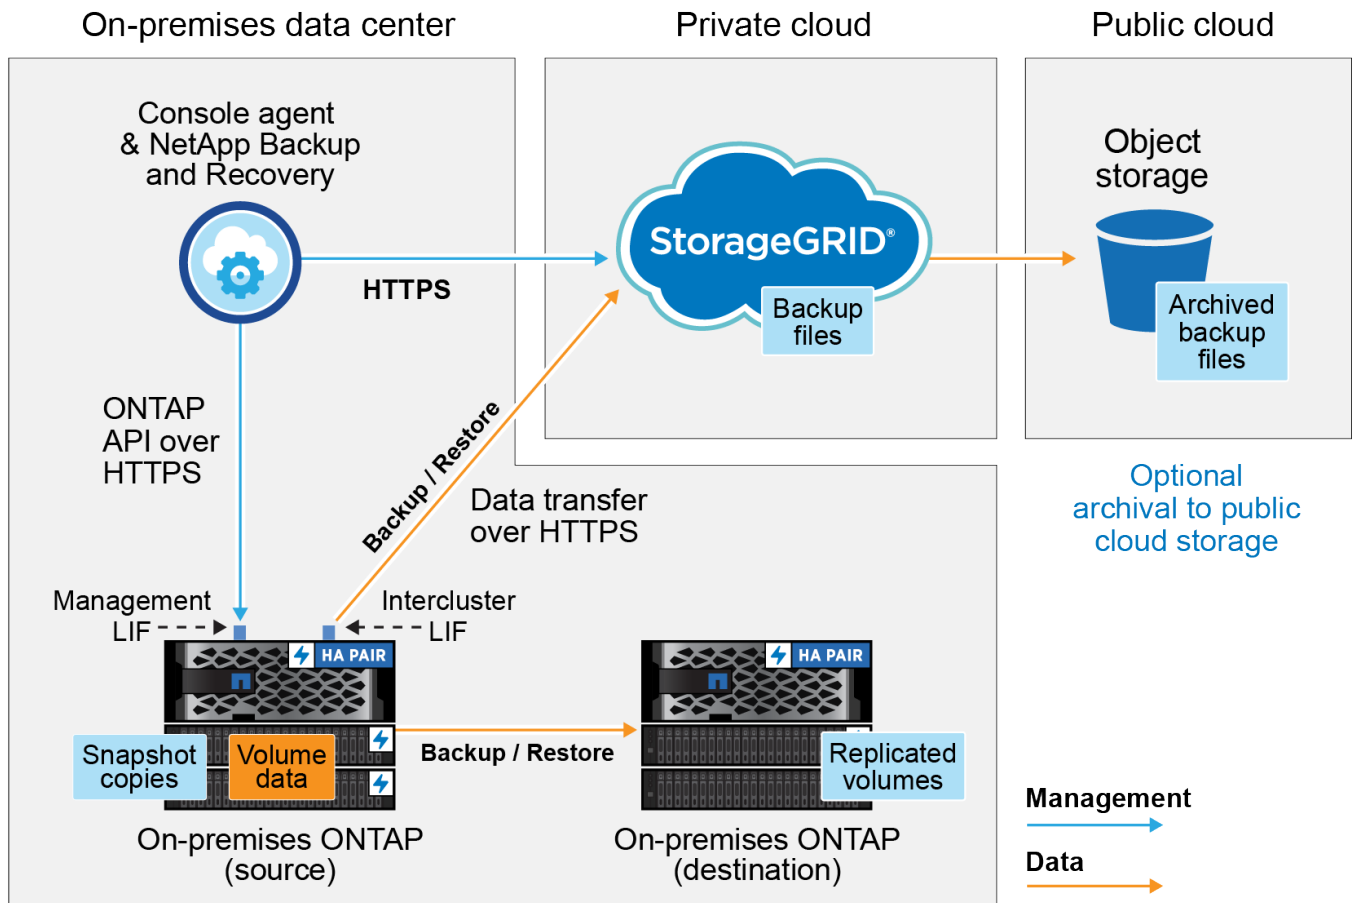 On-premises data center
Private cloud
Public cloud
Console agent
& NetApp Backup
and Recovery
HTTPS
StorageGRID®
Backup
files
Object
storage
Archived
backup
files
ONTAP
API over
HTTPS
Backup / Restore
Data transfer
over HTTPS
Optional
archival to public
cloud storage
Management
LIF
Intercluster
LIF
HA PAIR
HA PAIR
Snapshot
copies
Volume
data
Backup / Restore
Replicated
volumes
On-premises ONTAP
(source)
On-premises ONTAP
(destination)
Management
Data